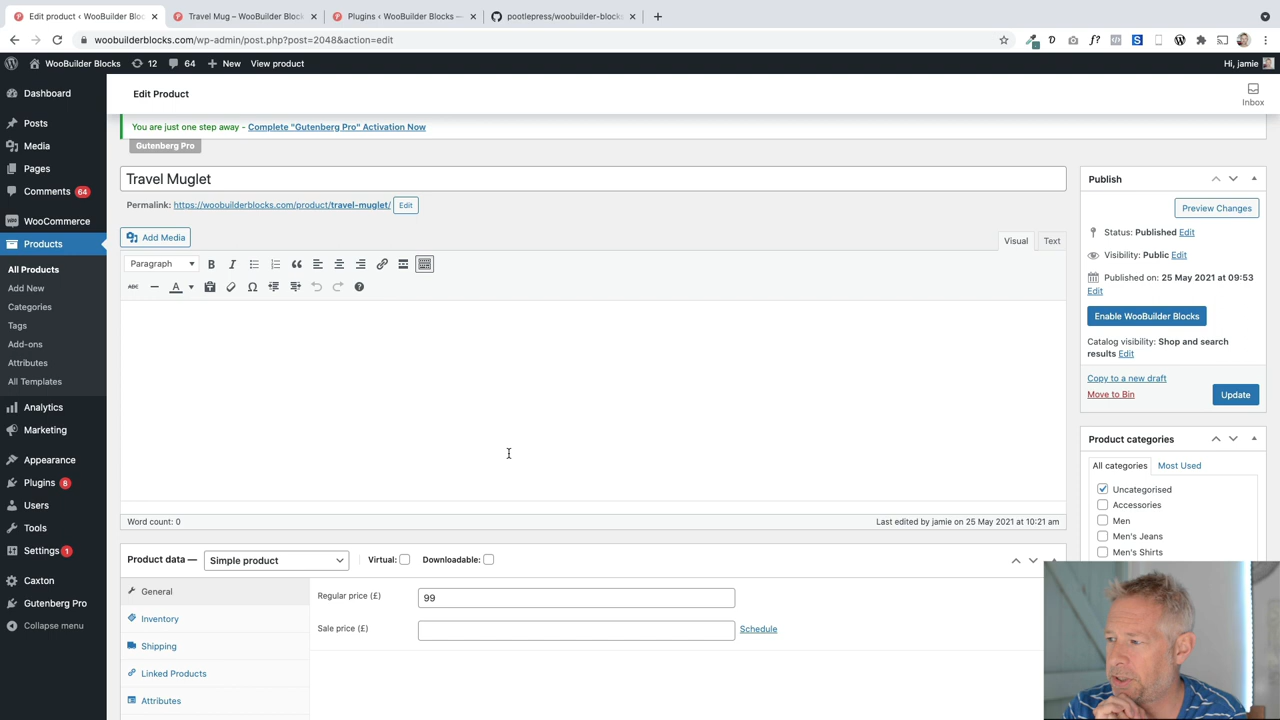 Edit product ‹ WooBuilder Bloc
Travel Mug – WooBuilder Block
Plugins ‹ WooBuilder Blocks —
pootlepress/woobuilder-blocks
woobuilderblocks.com/wp-admin/post.php?post=2048&action=edit
WooBuilder Blocks
12
64
New
View product
Hi, jamie
Dashboard
Posts
Media
Pages
Comments 64
WooCommerce
Products
All Products
Add New
Categories
Tags
Add-ons
Attributes
All Templates
Analytics
Marketing
Appearance
Plugins 8
Users
Tools
Settings 1
Caxton
Gutenberg Pro
Collapse menu
Edit Product
Inbox
You are just one step away - Complete "Gutenberg Pro" Activation Now
Gutenberg Pro
Travel Muglet
Permalink: https://woobuilderblocks.com/product/travel-muglet/ Edit
Add Media
Visual
Text
Paragraph
B I
ABC
A
Word count: 0
Last edited by jamie on 25 May 2021 at 10:21 am
Product data —
Simple product
Virtual:
Downloadable:
General
Inventory
Shipping
Linked Products
Attributes
Regular price (£)
99
Sale price (£)
Schedule
Publish
Preview Changes
Status: Published Edit
Visibility: Public Edit
Published on: 25 May 2021 at 09:53
Edit
Enable WooBuilder Blocks
Catalog visibility: Shop and search
results Edit
Copy to a new draft
Move to Bin
Update
Product categories
All categories
Most Used
Uncategorised
Accessories
Men
Men's Jeans
Men's Shirts